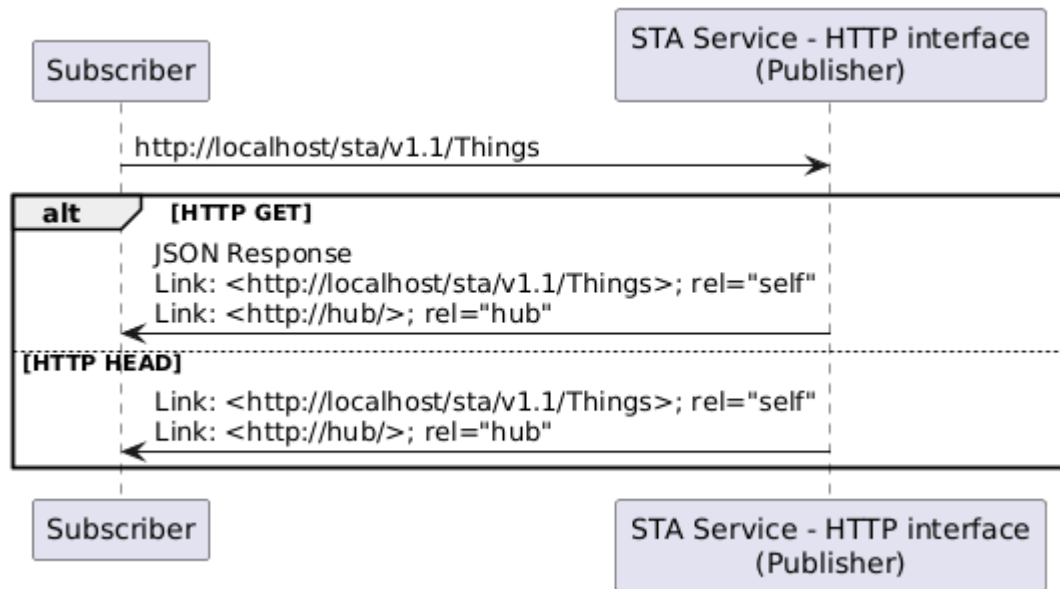 Subscriber
STA Service - HTTP interface
(Publisher)
http://localhost/sta/v1.1/Things
alt [HTTP GET]
JSON Response
Link: <http://localhost/sta/v1.1/Things>; rel="self"
Link: <http://hub/>; rel="hub"
[HTTP HEAD]
Link: <http://localhost/sta/v1.1/Things>; rel="self"
Link: <http://hub/>; rel="hub"
Subscriber
STA Service - HTTP interface
(Publisher)